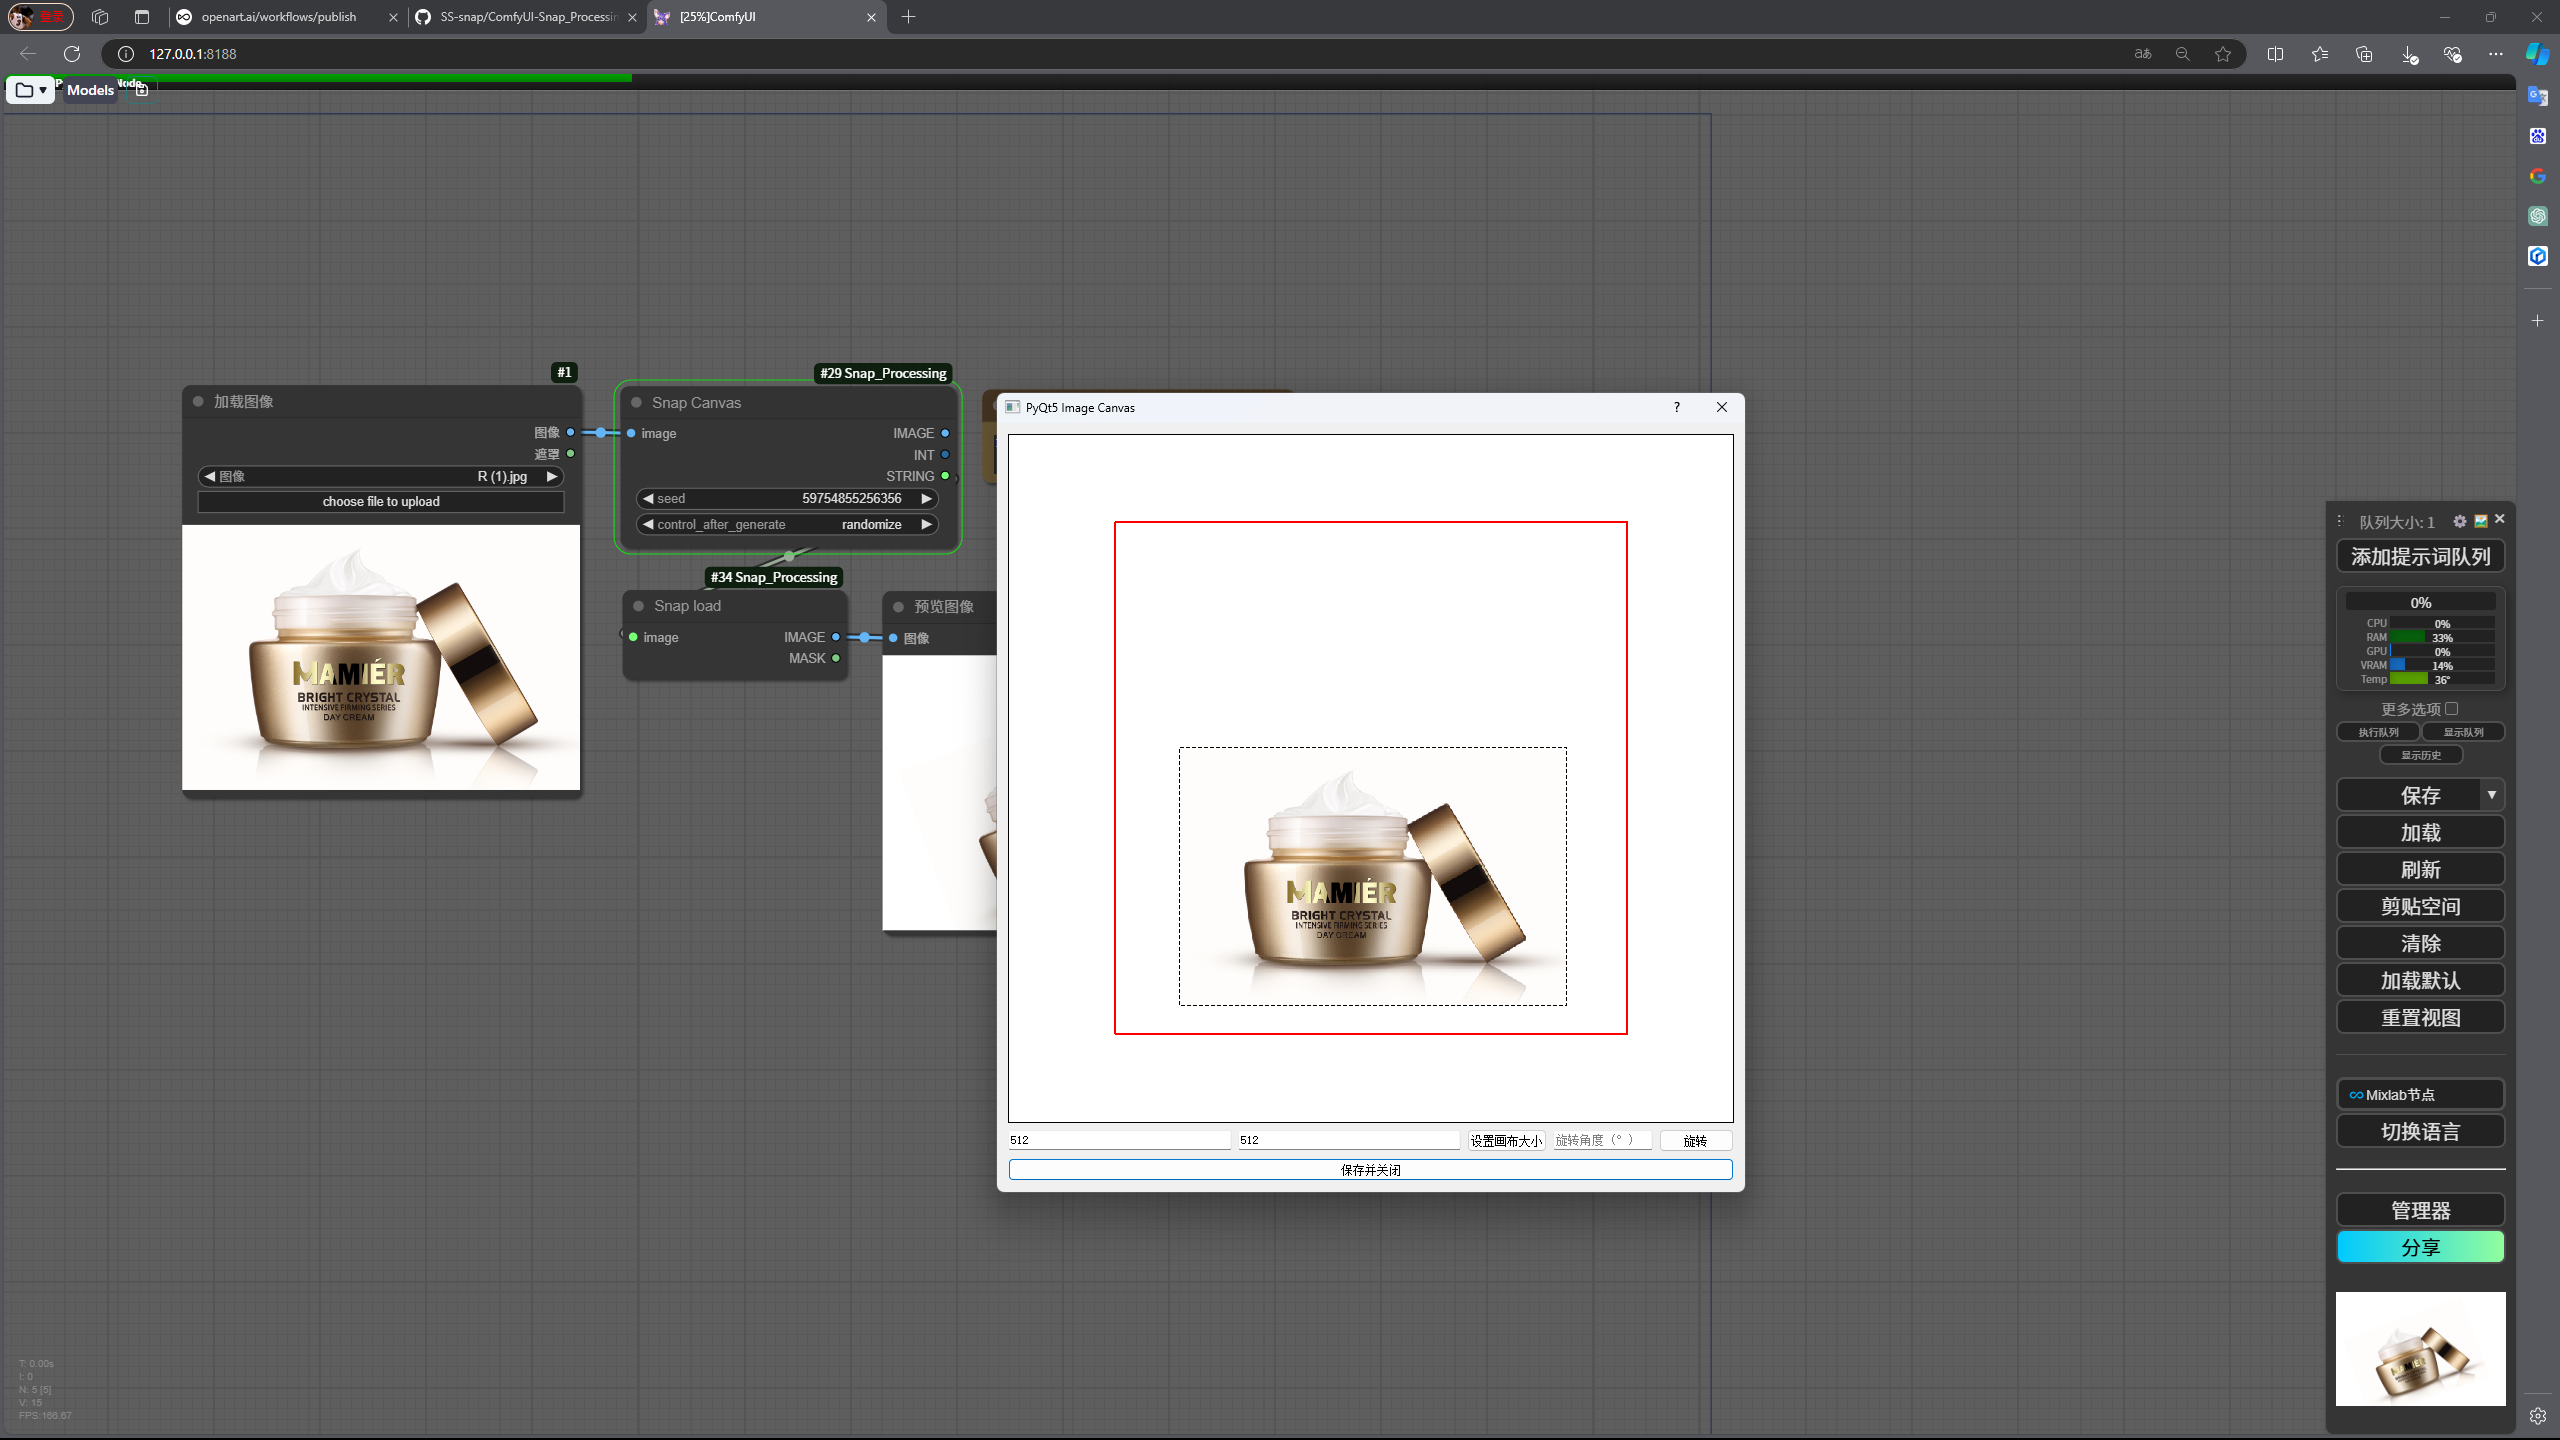 openart.ai/workflows/publish
SS-snap/ComfyUI-Snap_Processin
[25%]ComfyUI
127.0.0.1:8188
Models
#1
加载图像
图像
遮罩
图像 R (1).jpg
choose file to upload
MAMIÉR
BRIGHT CRYSTAL
INTENSIVE FIRMING SERIES
DAY CREAM
#29 Snap_Processing
Snap Canvas
image IMAGE
INT
STRING
seed 59754855256356
control_after_generate randomize
#34 Snap_Processing
Snap load
image IMAGE
MASK
预览图像
图像
PyQt5 Image Canvas
?
MAMIÉR
BRIGHT CRYSTAL
INTENSIVE FIRMING SERIES
DAY CREAM
512 512 设置画布大小 旋转角度（°） 旋转
保存并关闭
队列大小: 1
添加提示词队列
0%
CPU 0%
RAM 33%
GPU 0%
VRAM 14%
Temp 36°
更多选项
执行队列 显示队列
显示历史
保存
加载
刷新
剪贴空间
清除
加载默认
重置视图
Mixlab节点
切换语言
管理器
分享
MAMIÉR
T: 0.00s
I: 0
N: 5 [5]
V: 15
FPS:166.67